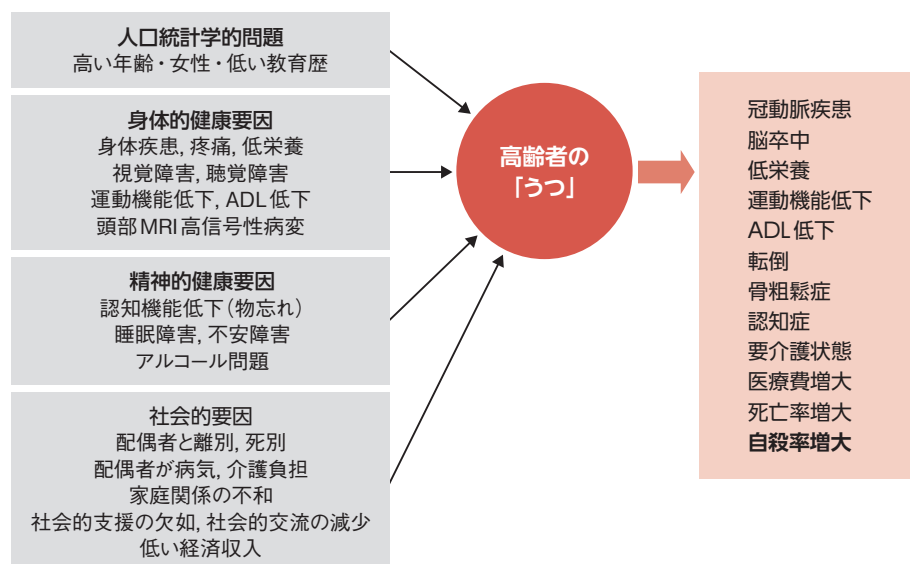 人口統計学的問題
高い年齢・女性・低い教育歴
身体的健康要因
身体疾患, 疼痛, 低栄養
視覚障害, 聴覚障害
運動機能低下, ADL低下
頭部MRI高信号性病変
精神的健康要因
認知機能低下(物忘れ)
睡眠障害, 不安障害
アルコール問題
社会的要因
配偶者と離別, 死別
配偶者が病気, 介護負担
家庭関係の不和
社会的支援の欠如, 社会的交流の減少
低い経済収入
高齢者の
「うつ」
冠動脈疾患
脳卒中
低栄養
運動機能低下
ADL低下
転倒
骨粗鬆症
認知症
要介護状態
医療費増大
死亡率増大
自殺率増大